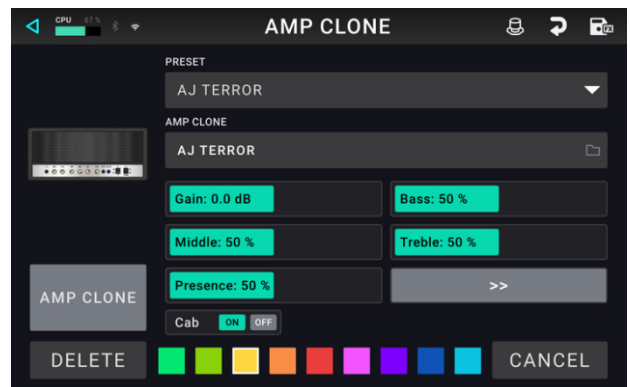 CPU 67 %
AMP CLONE
PRESET
AJ TERROR
AMP CLONE
AJ TERROR
Gain: 0.0 dB
Bass: 50 %
Middle: 50 %
Treble: 50 %
Presence: 50 %
>>
AMP CLONE
Cab ON OFF
DELETE
CANCEL